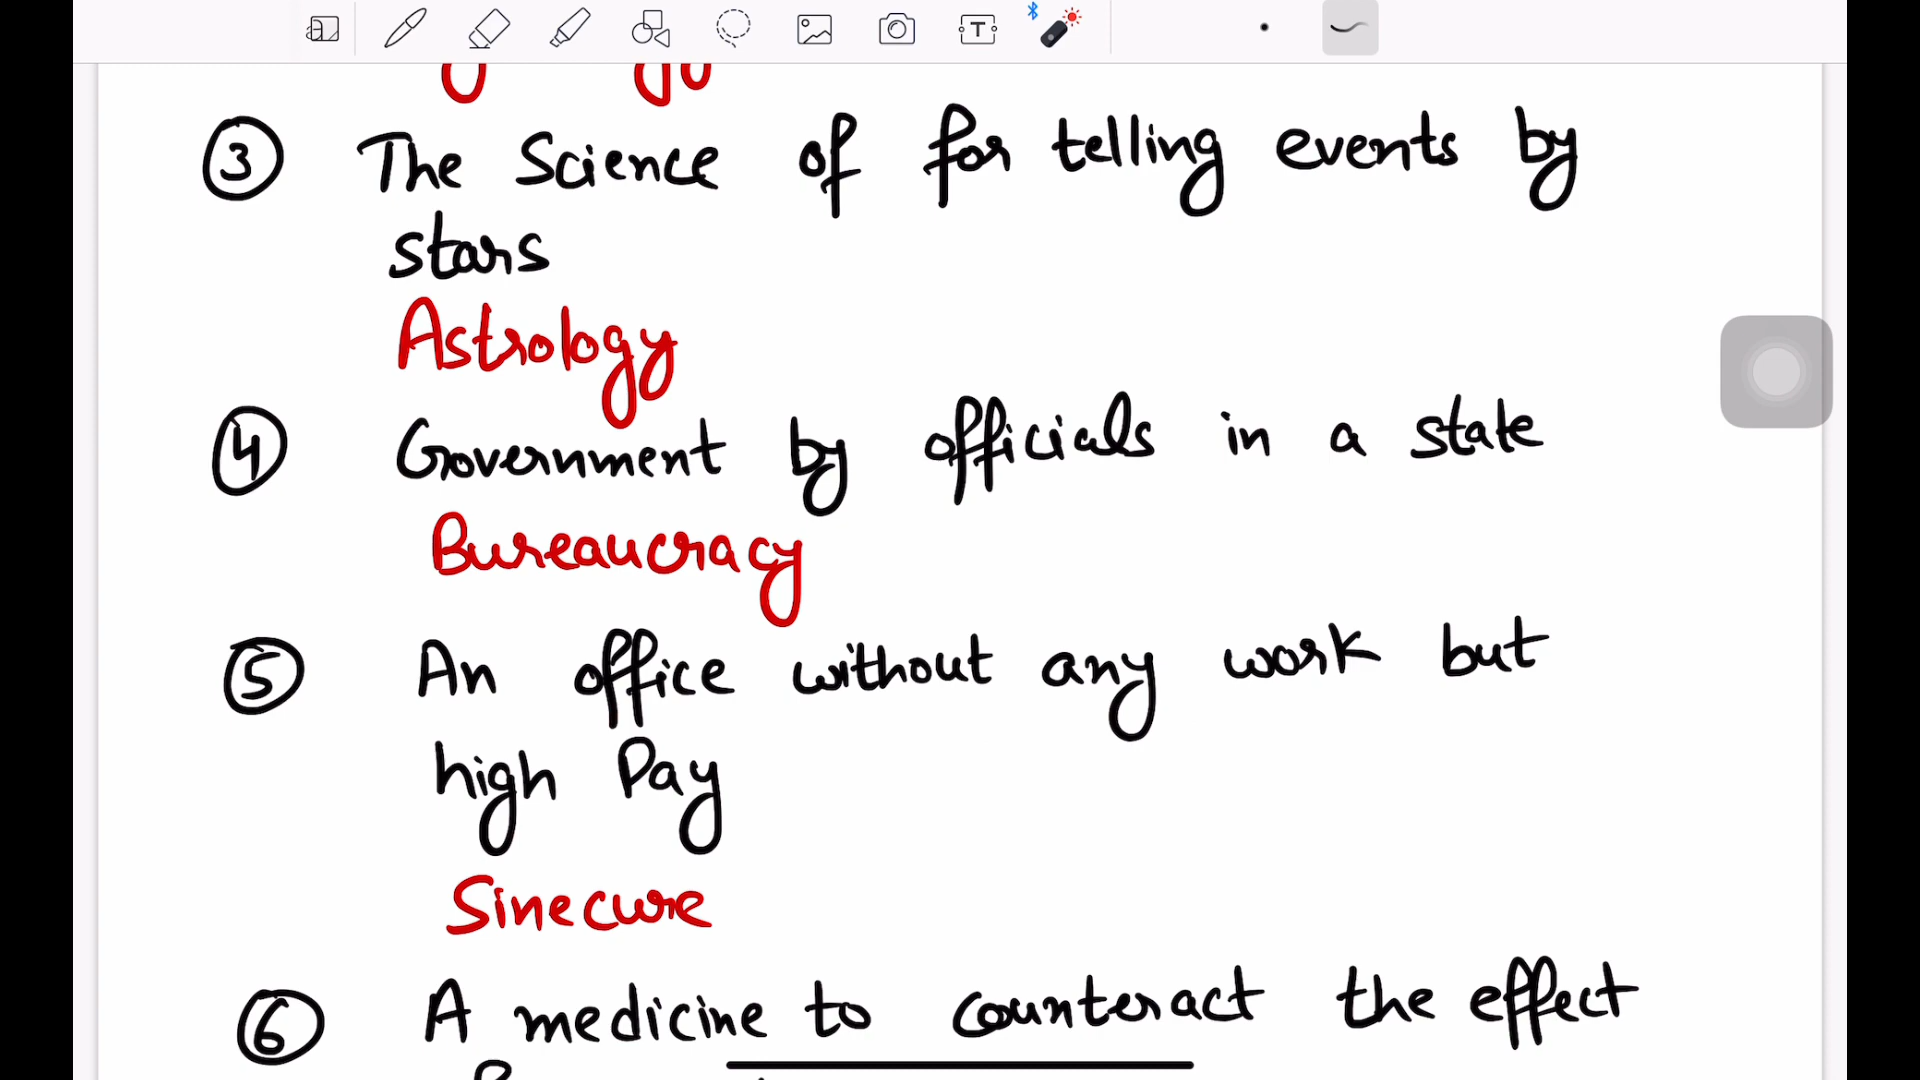 ③ The Science of for telling events by
stars
Astrology
④ Government by officials in a state
Bureaucracy
⑤ An office without any work but
high Pay
Sinecure
⑥ A medicine to counteract the effect